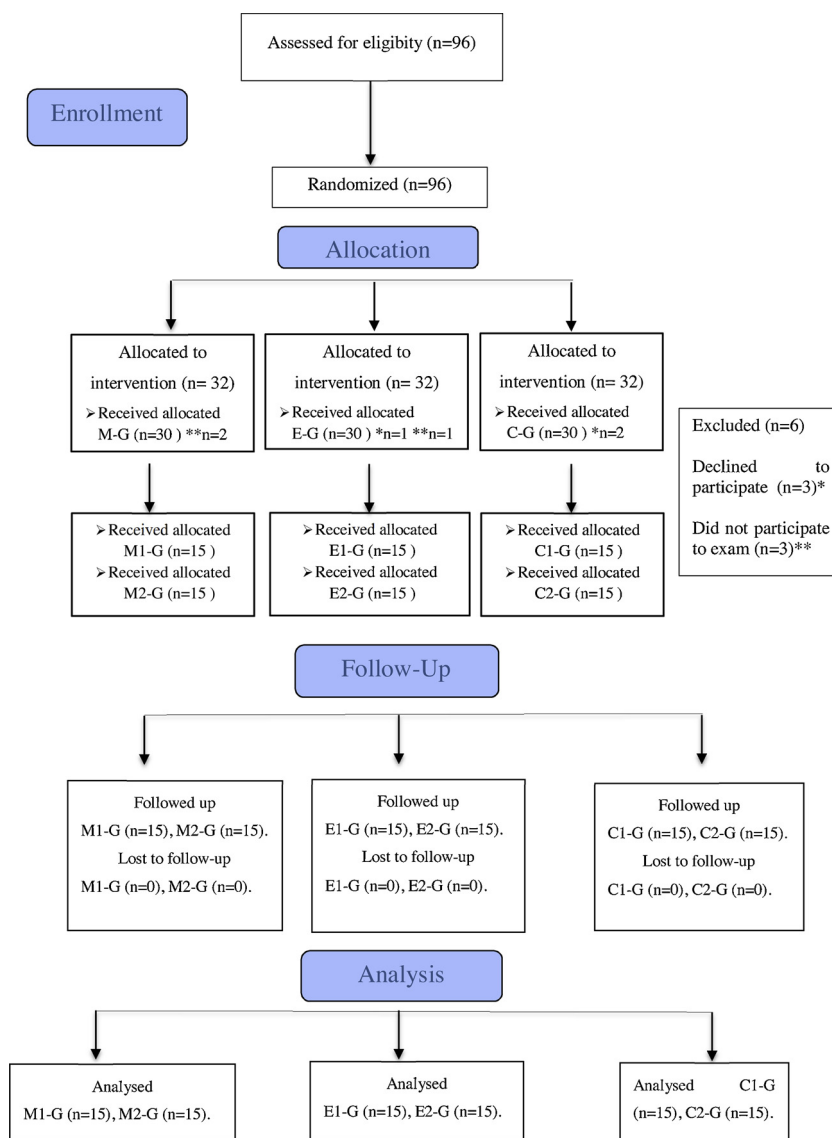 Assessed for eligibity (n=96)
Enrollment
Randomized (n=96)
Allocation
Allocated to
intervention (n= 32)
➢Received allocated
M-G (n=30 ) **n=2
Allocated to
intervention (n= 32)
➢Received allocated
E-G (n=30 ) *n=1 **n=1
Allocated to
intervention (n= 32)
➢Received allocated
C-G (n=30 ) *n=2
Excluded (n=6)
Declined to
participate (n=3)*
Did not participate
to exam (n=3)**
➢Received allocated
M1-G (n=15 )
➢Received allocated
M2-G (n=15 )
➢Received allocated
E1-G (n=15 )
➢Received allocated
E2-G (n=15 )
➢Received allocated
C1-G (n=15 )
➢Received allocated
C2-G (n=15 )
Follow-Up
Followed up
M1-G (n=15), M2-G (n=15).
Lost to follow-up
M1-G (n=0), M2-G (n=0).
Followed up
E1-G (n=15), E2-G (n=15).
Lost to follow-up
E1-G (n=0), E2-G (n=0).
Followed up
C1-G (n=15), C2-G (n=15).
Lost to follow-up
C1-G (n=0), C2-G (n=0).
Analysis
Analysed
M1-G (n=15), M2-G (n=15).
Analysed
E1-G (n=15), E2-G (n=15).
Analysed C1-G
(n=15), C2-G (n=15).